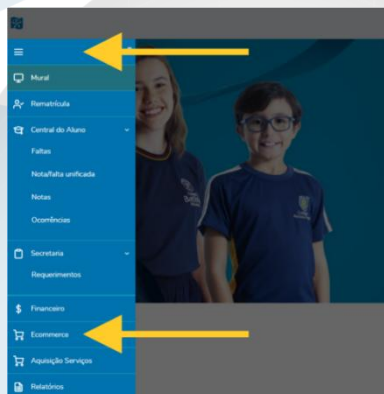 Mural
Rematrícula
Central do Aluno
Faltas
Nota/falta unificada
Notas
Ocorrências
Secretaria
Requerimentos
Financeiro
Ecommerce
Aquisição Serviços
Relatórios